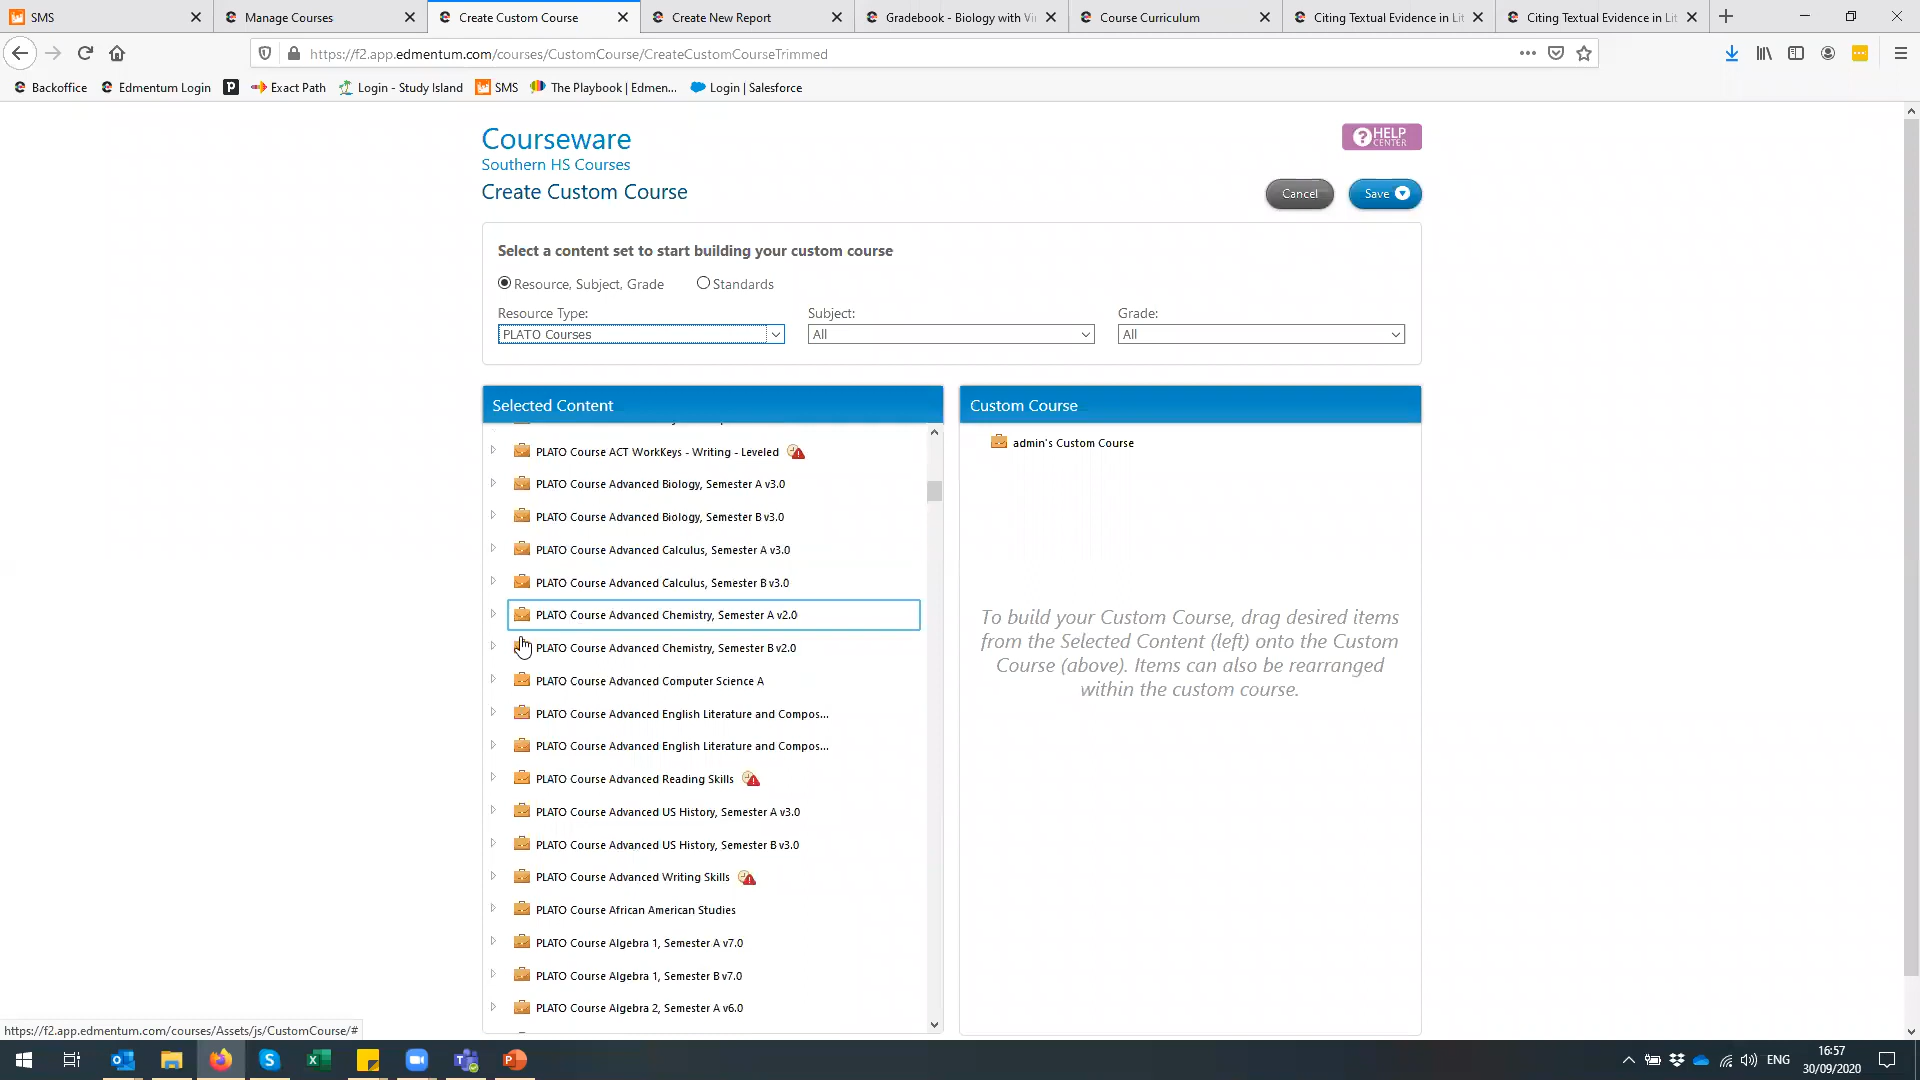 SMS
Manage Courses
Create Custom Course
Create New Report
Gradebook - Biology with Vi
Course Curriculum
Citing Textual Evidence in Lit
Citing Textual Evidence in Lit
https://f2.app.edmentum.com/courses/CustomCourse/CreateCustomCourseTrimmed
Backoffice
Edmentum Login
Exact Path
Login - Study Island
SMS
The Playbook | Edmen...
Login | Salesforce
Courseware
HELP
CENTER
Southern HS Courses
Create Custom Course
Cancel
Save
Select a content set to start building your custom course
Resource, Subject, Grade
Standards
Resource Type:
Subject:
Grade:
PLATO Courses
All
All
Selected Content
PLATO Course ACT WorkKeys - Writing - Leveled
PLATO Course Advanced Biology, Semester A v3.0
PLATO Course Advanced Biology, Semester B v3.0
PLATO Course Advanced Calculus, Semester A v3.0
PLATO Course Advanced Calculus, Semester B v3.0
PLATO Course Advanced Chemistry, Semester A v2.0
PLATO Course Advanced Chemistry, Semester B v2.0
PLATO Course Advanced Computer Science A
PLATO Course Advanced English Literature and Compos...
PLATO Course Advanced English Literature and Compos...
PLATO Course Advanced Reading Skills
PLATO Course Advanced US History, Semester A v3.0
PLATO Course Advanced US History, Semester B v3.0
PLATO Course Advanced Writing Skills
PLATO Course African American Studies
PLATO Course Algebra 1, Semester A v7.0
PLATO Course Algebra 1, Semester B v7.0
PLATO Course Algebra 2, Semester A v6.0
Custom Course
admin's Custom Course
To build your Custom Course, drag desired items
from the Selected Content (left) onto the Custom
Course (above). Items can also be rearranged
within the custom course.
https://f2.app.edmentum.com/courses/Assets/js/CustomCourse/#
ENG
16:57
30/09/2020